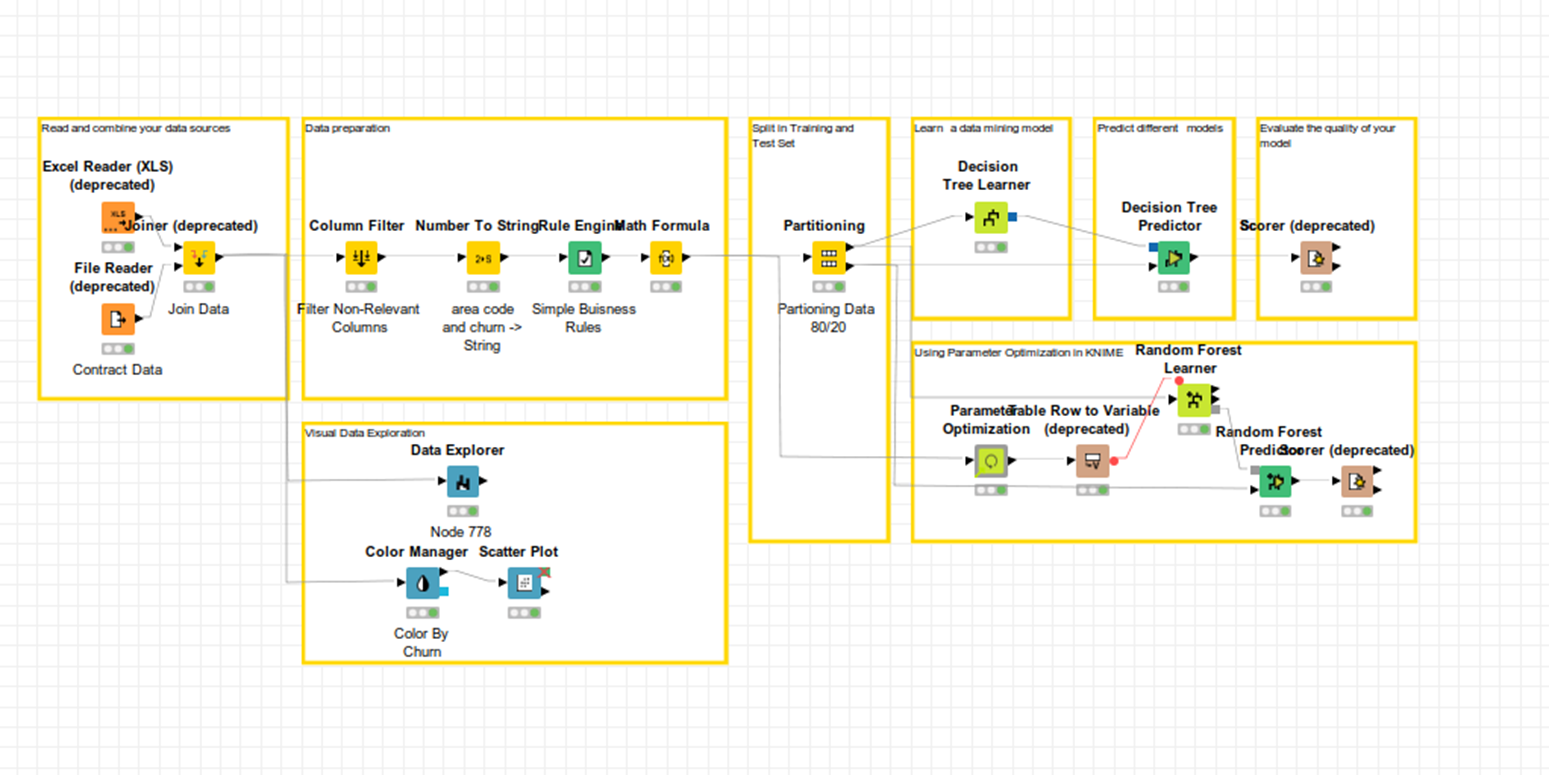 Read and combine your data sources
Excel Reader (XLS)
(deprecated)
XLS
Joiner (deprecated)
File Reader
(deprecated)
Join Data
Contract Data
Data preparation
Column Filter
Number To String
Rule Engine
Math Formula
2+S
Filter Non-Relevant
Columns
area code
and churn ->
String
Simple Buisness
Rules
Visual Data Exploration
Data Explorer
Node 778
Color Manager
Scatter Plot
Color By
Churn
Split in Training and
Test Set
Partitioning
Partioning Data
80/20
Learn a data mining model
Decision
Tree Learner
Predict different models
Decision Tree
Predictor
Evaluate the quality of your
model
Scorer (deprecated)
Using Parameter Optimization in KNIME
Random Forest
Learner
Parameter
Optimization
Table Row to Variable
(deprecated)
Random Forest
Predictor
Scorer (deprecated)